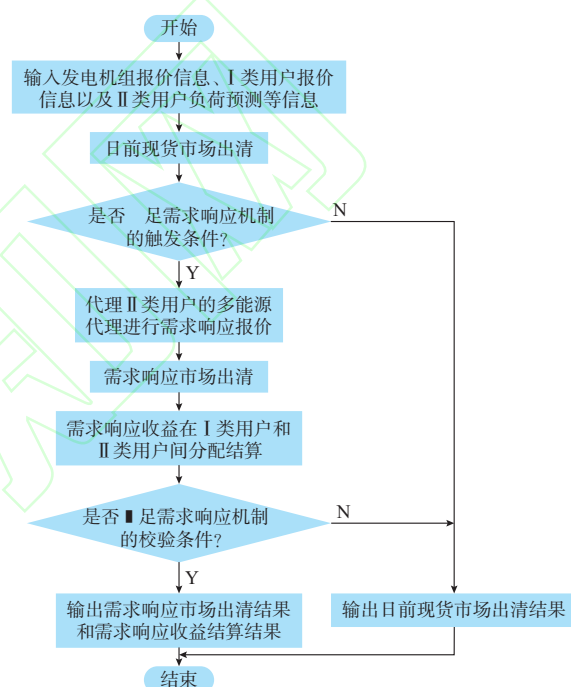 开始
输入发电机组报价信息、Ⅰ类用户报价
信息以及Ⅱ类用户负荷预测等信息
日前现货市场出清
是否 足需求响应机制
的触发条件?
N
Y
代理Ⅱ类用户的多能源
代理进行需求响应报价
需求响应市场出清
需求响应收益在Ⅰ类用户和
Ⅱ类用户间分配结算
是否 足需求响应机制
的校验条件?
N
Y
输出需求响应市场出清结果
和需求响应收益结算结果
输出日前现货市场出清结果
结束